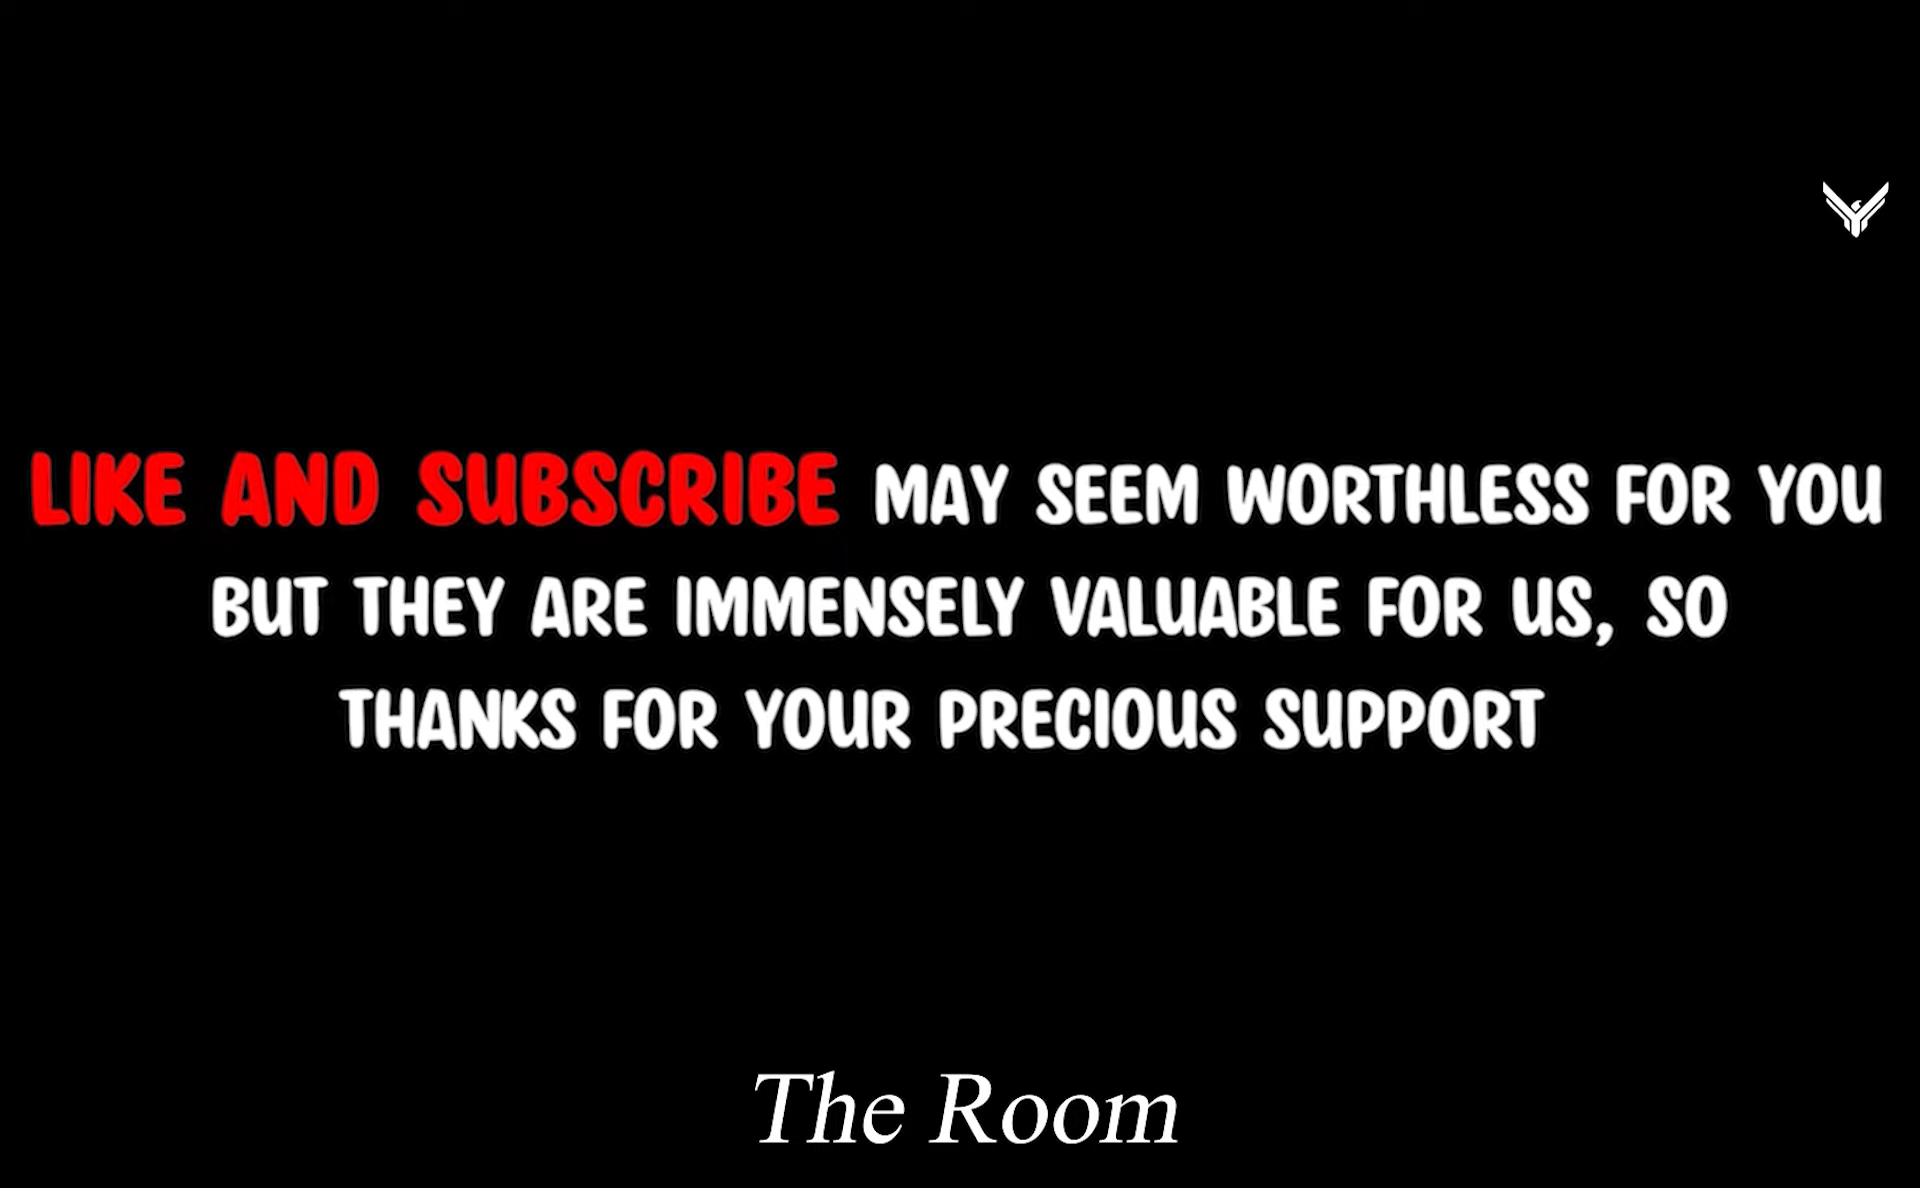 LIKE AND SUBSCRIBE MAY SEEM WORTHLESS FOR YOU
BUT THEY ARE IMMENSELY VALUABLE FOR US, SO
THANKS FOR YOUR PRECIOUS SUPPORT
The Room